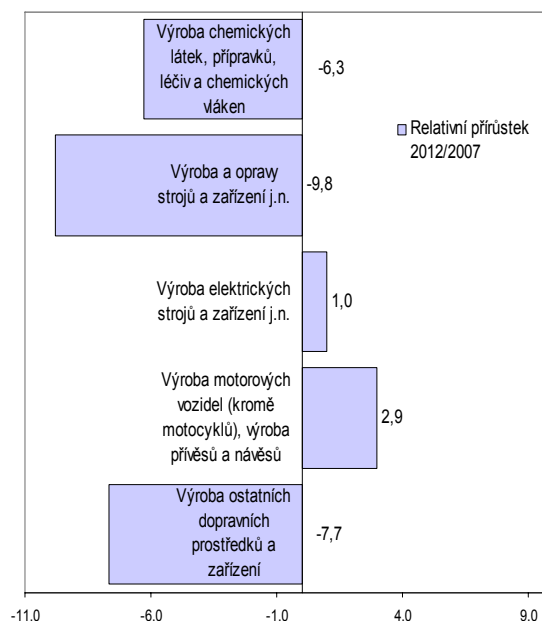 Výroba chemických
látek, přípravků,
léčiv a chemických
vláken
-6,3
Relativní přírůstek
2012/2007
Výroba a opravy
strojů a zařízení j.n.
-9,8
Výroba elektrických
strojů a zařízení j.n.
1,0
Výroba motorových
vozidel (kromě
motocyklů), výroba
přívěsů a návěsů
2,9
Výroba ostatních
dopravních
prostředků a
zařízení
-7,7
-11.0 -6.0 -1.0 4.0 9.0